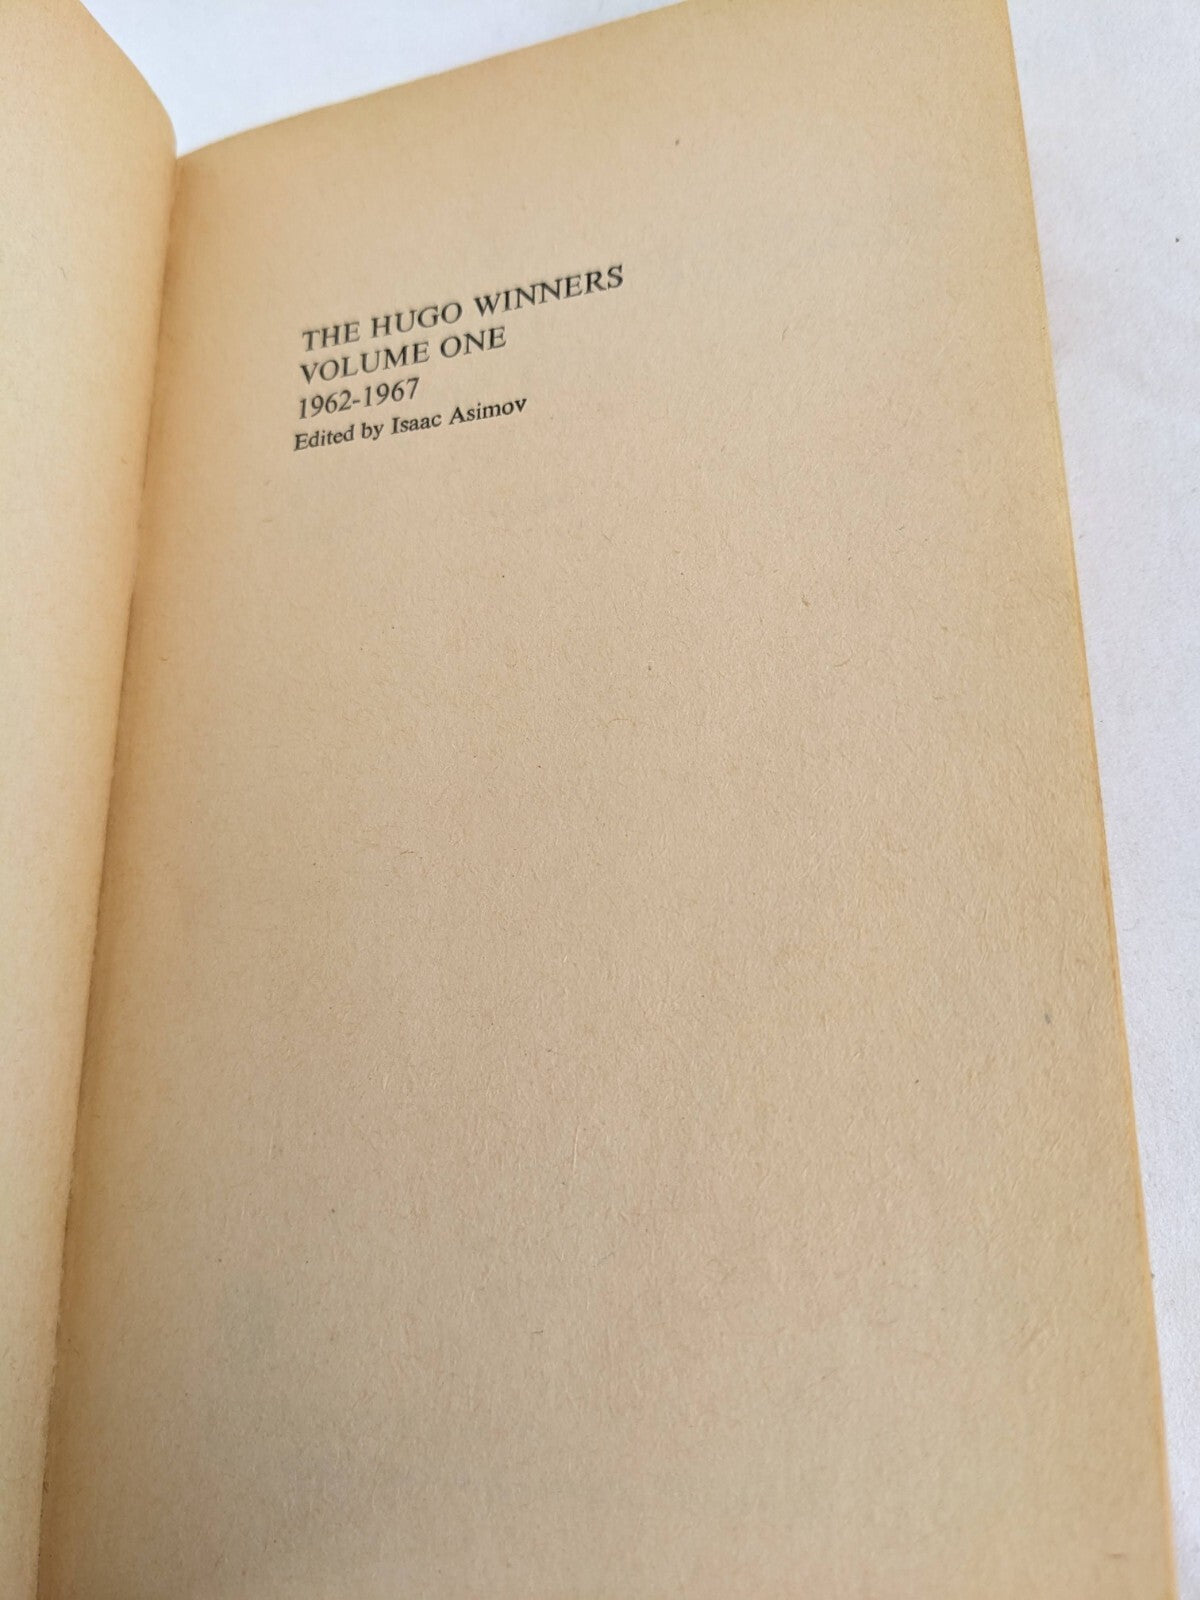 THE HUGO WINNERS
VOLUME ONE
1962-1967
Edited by Isaac Asimov